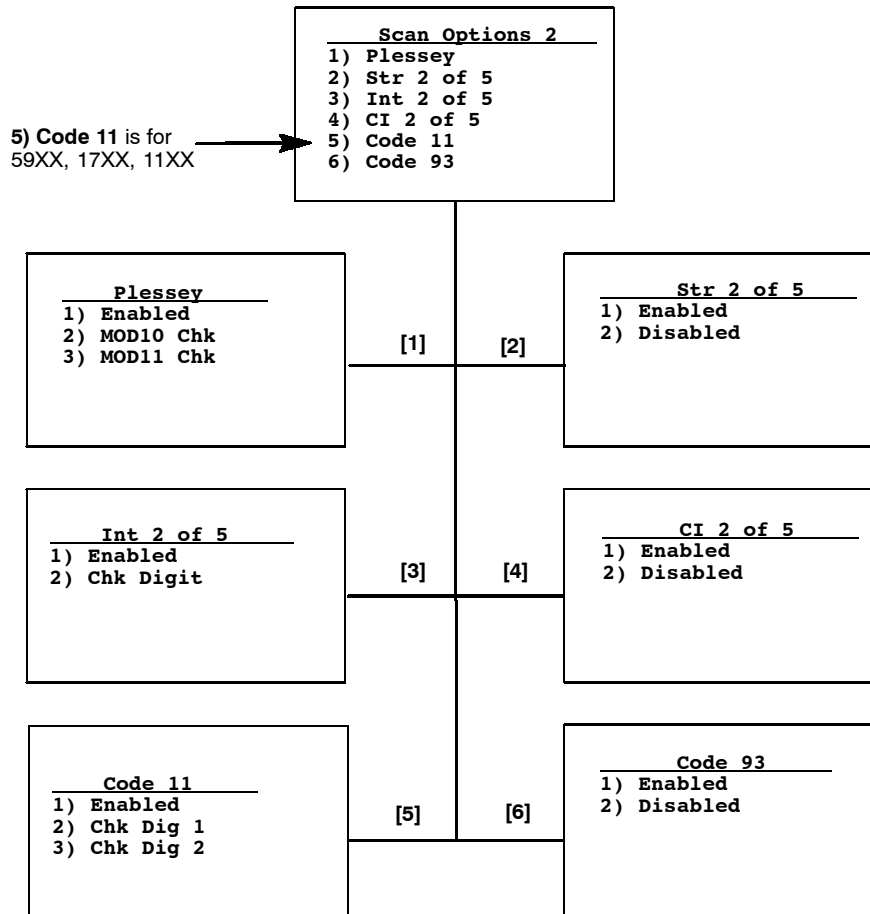 Scan Options 2
1) Plessey
2) Str 2 of 5
3) Int 2 of 5
4) CI 2 of 5
5) Code 11
6) Code 93
5) Code 11 is for
59XX, 17XX, 11XX
Plessey
1) Enabled
2) MOD10 Chk
3) MOD11 Chk
[1]
[2]
Str 2 of 5
1) Enabled
2) Disabled
Int 2 of 5
1) Enabled
2) Chk Digit
[3]
[4]
CI 2 of 5
1) Enabled
2) Disabled
Code 11
1) Enabled
2) Chk Dig 1
3) Chk Dig 2
[5]
[6]
Code 93
1) Enabled
2) Disabled